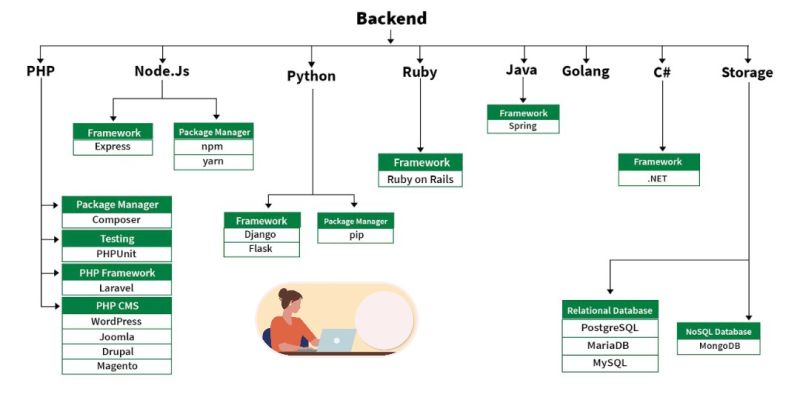 Backend
PHP
Node.Js
Python
Ruby
Java
Golang
C#
Storage
Framework
Express
Package Manager
npm
yarn
Framework
Spring
Framework
Ruby on Rails
Framework
.NET
Package Manager
Composer
Testing
PHPUnit
PHP Framework
Laravel
PHP CMS
WordPress
Joomla
Drupal
Magento
Framework
Django
Flask
Package Manager
pip
Relational Database
PostgreSQL
MariaDB
MySQL
NoSQL Database
MongoDB